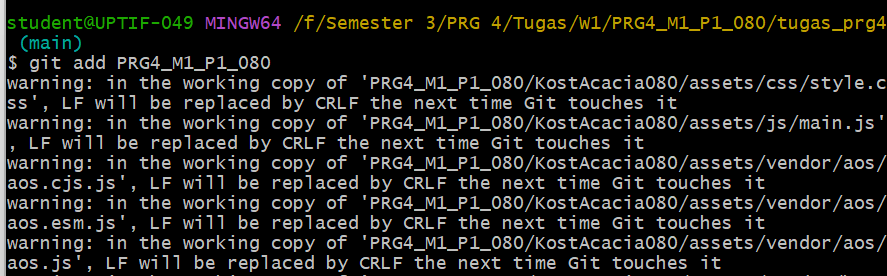 student@UPTIF-049 MINGW64 /f/Semester 3/PRG 4/Tugas/W1/PRG4_M1_P1_080/tugas_prg4
(main)
$ git add PRG4_M1_P1_080
warning: in the working copy of 'PRG4_M1_P1_080/KostAcacia080/assets/css/style.c
ss', LF will be replaced by CRLF the next time Git touches it
warning: in the working copy of 'PRG4_M1_P1_080/KostAcacia080/assets/js/main.js'
, LF will be replaced by CRLF the next time Git touches it
warning: in the working copy of 'PRG4_M1_P1_080/KostAcacia080/assets/vendor/aos/
aos.cjs.js', LF will be replaced by CRLF the next time Git touches it
warning: in the working copy of 'PRG4_M1_P1_080/KostAcacia080/assets/vendor/aos/
aos.esm.js', LF will be replaced by CRLF the next time Git touches it
warning: in the working copy of 'PRG4_M1_P1_080/KostAcacia080/assets/vendor/aos/
aos.js', LF will be replaced by CRLF the next time Git touches it